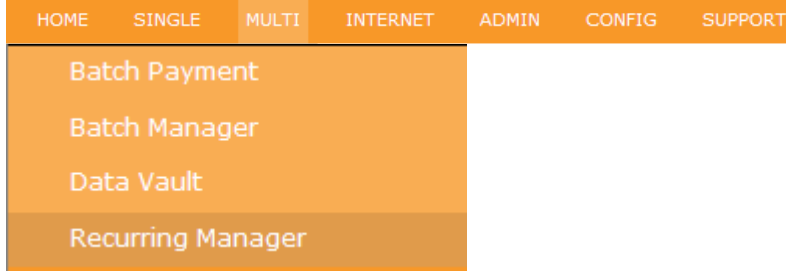 HOME SINGLE MULTI INTERNET ADMIN CONFIG SUPPORT
Batch Payment
Batch Manager
Data Vault
Recurring Manager